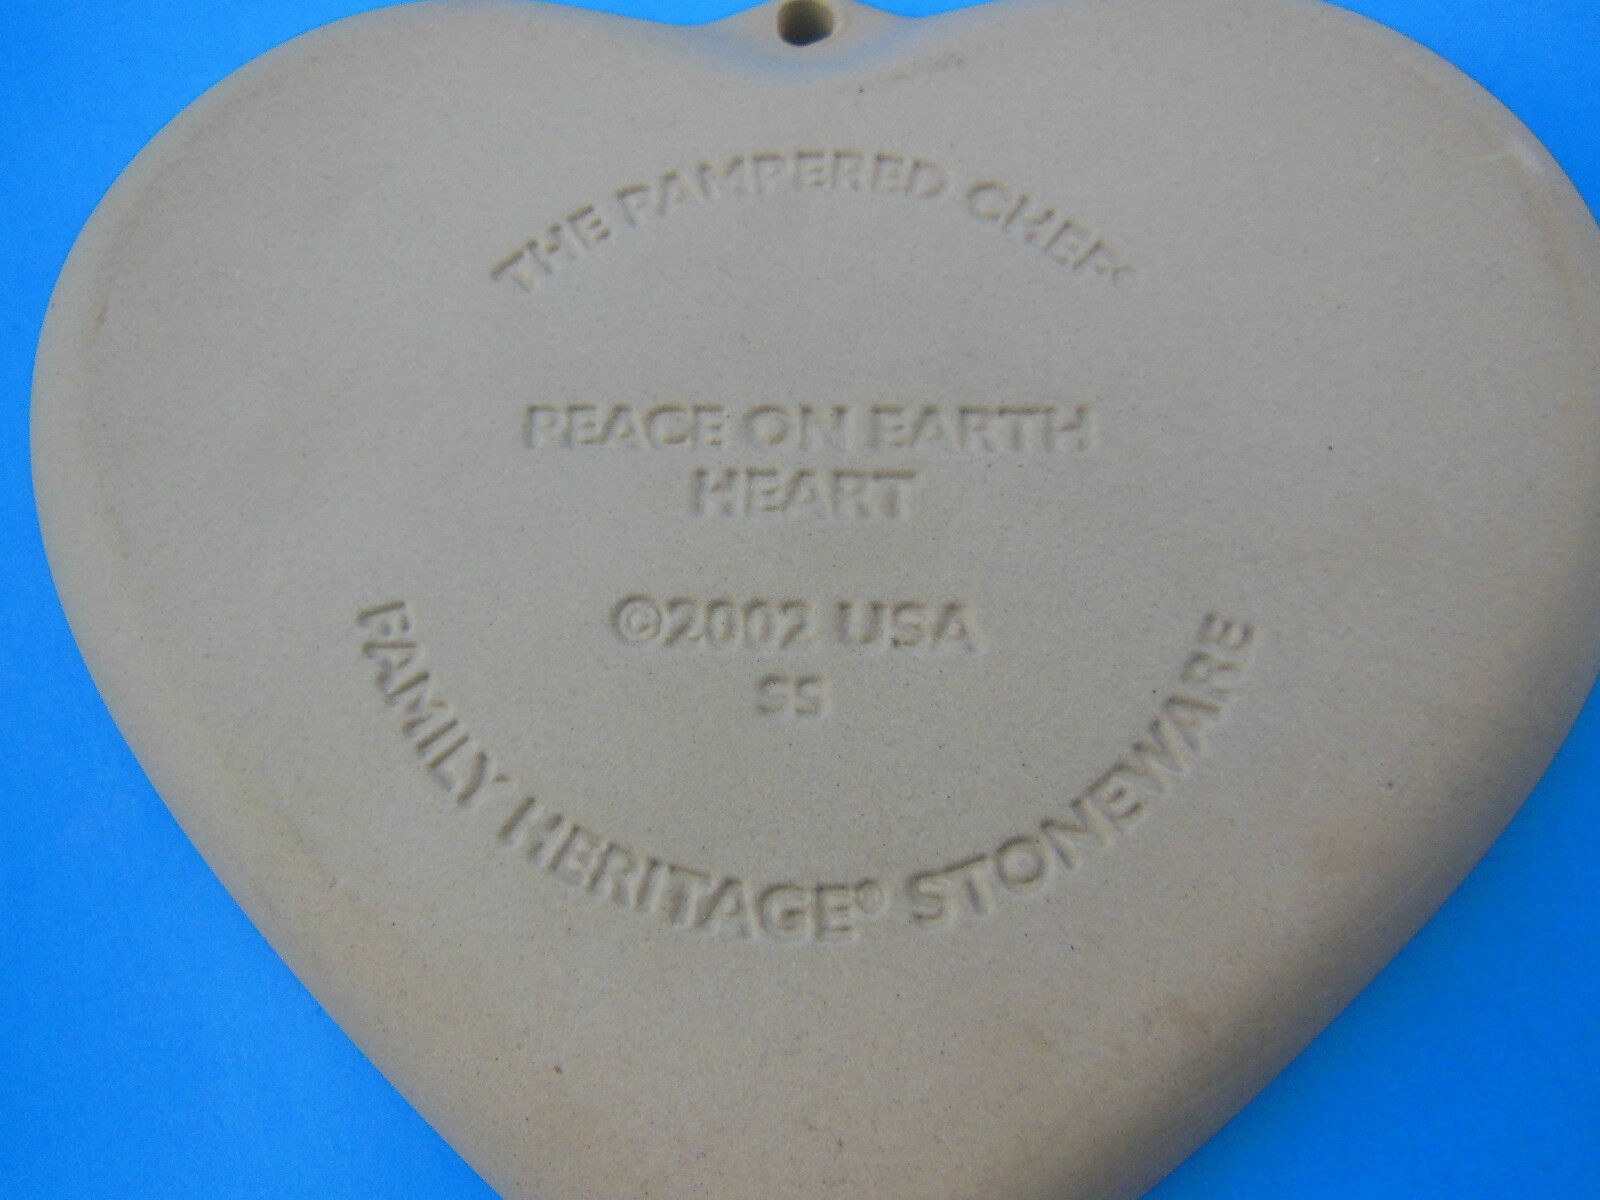 THE PAMPERED CHEF
PEACE ON EARTH
HEART
©2002 USA
SS
FAMILY HERITAGE® STONEWARE